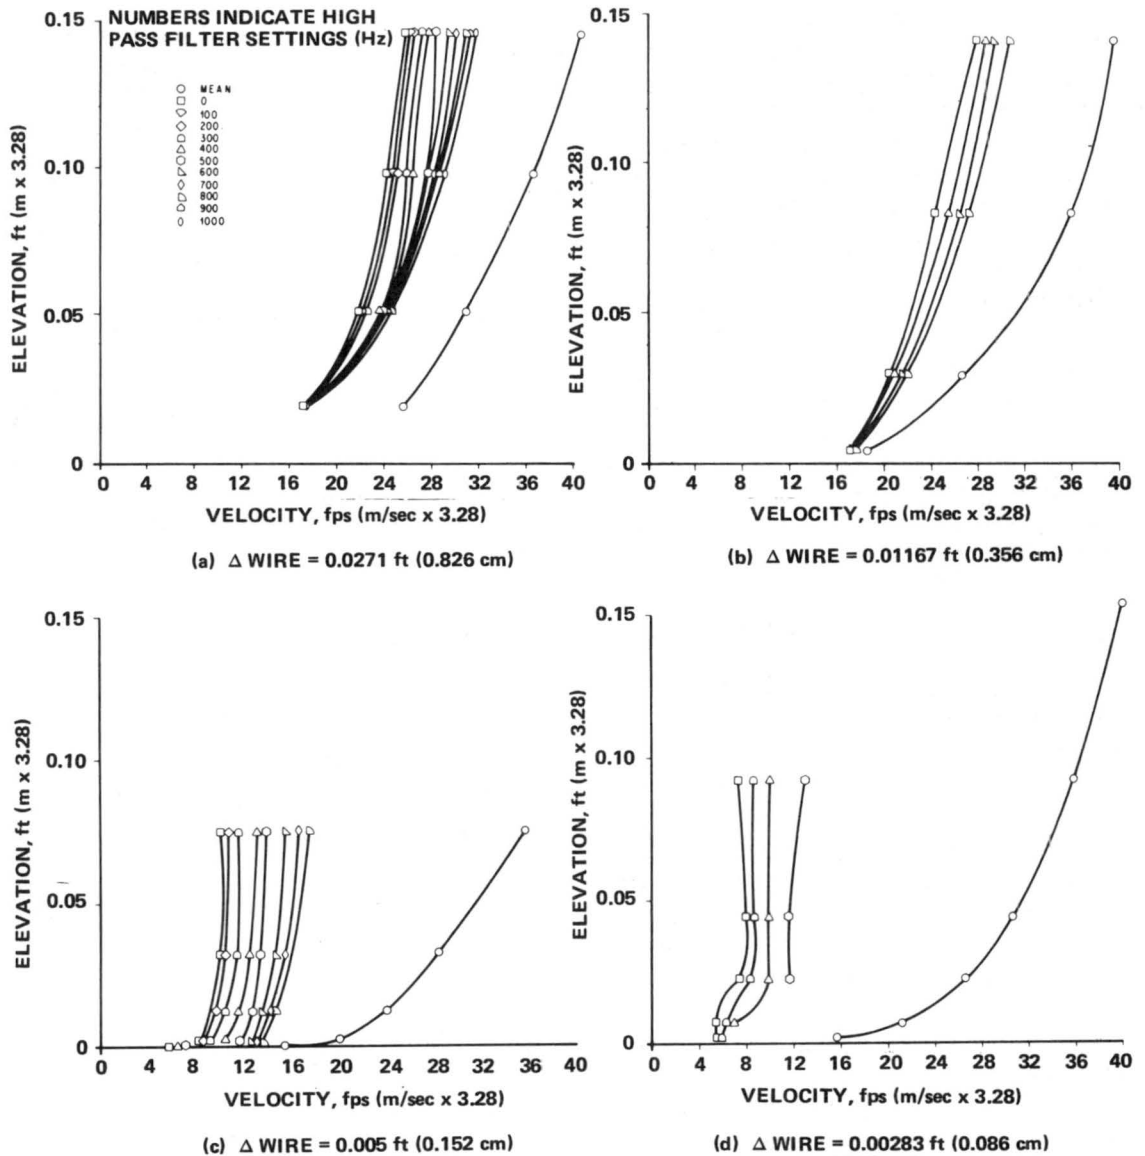 NUMBERS INDICATE HIGH
PASS FILTER SETTINGS (Hz)
MEAN
0
100
200
300
400
500
600
700
800
900
1000
ELEVATION, ft (m x 3.28)
0.15
0.10
0.05
0
0 4 8 12 16 20 24 28 32 36 40
VELOCITY, fps (m/sec x 3.28)
(a) Δ WIRE = 0.0271 ft (0.826 cm)
ELEVATION, ft (m x 3.28)
0.15
0.10
0.05
0
0 4 8 12 16 20 24 28 32 36 40
VELOCITY, fps (m/sec x 3.28)
(b) Δ WIRE = 0.01167 ft (0.356 cm)
ELEVATION, ft (m x 3.28)
0.15
0.10
0.05
0
0 4 8 12 16 20 24 28 32 36 40
VELOCITY, fps (m/sec x 3.28)
(c) Δ WIRE = 0.005 ft (0.152 cm)
ELEVATION, ft (m x 3.28)
0.15
0.10
0.05
0
0 4 8 12 16 20 24 28 32 36 40
VELOCITY, fps (m/sec x 3.28)
(d) Δ WIRE = 0.00283 ft (0.086 cm)